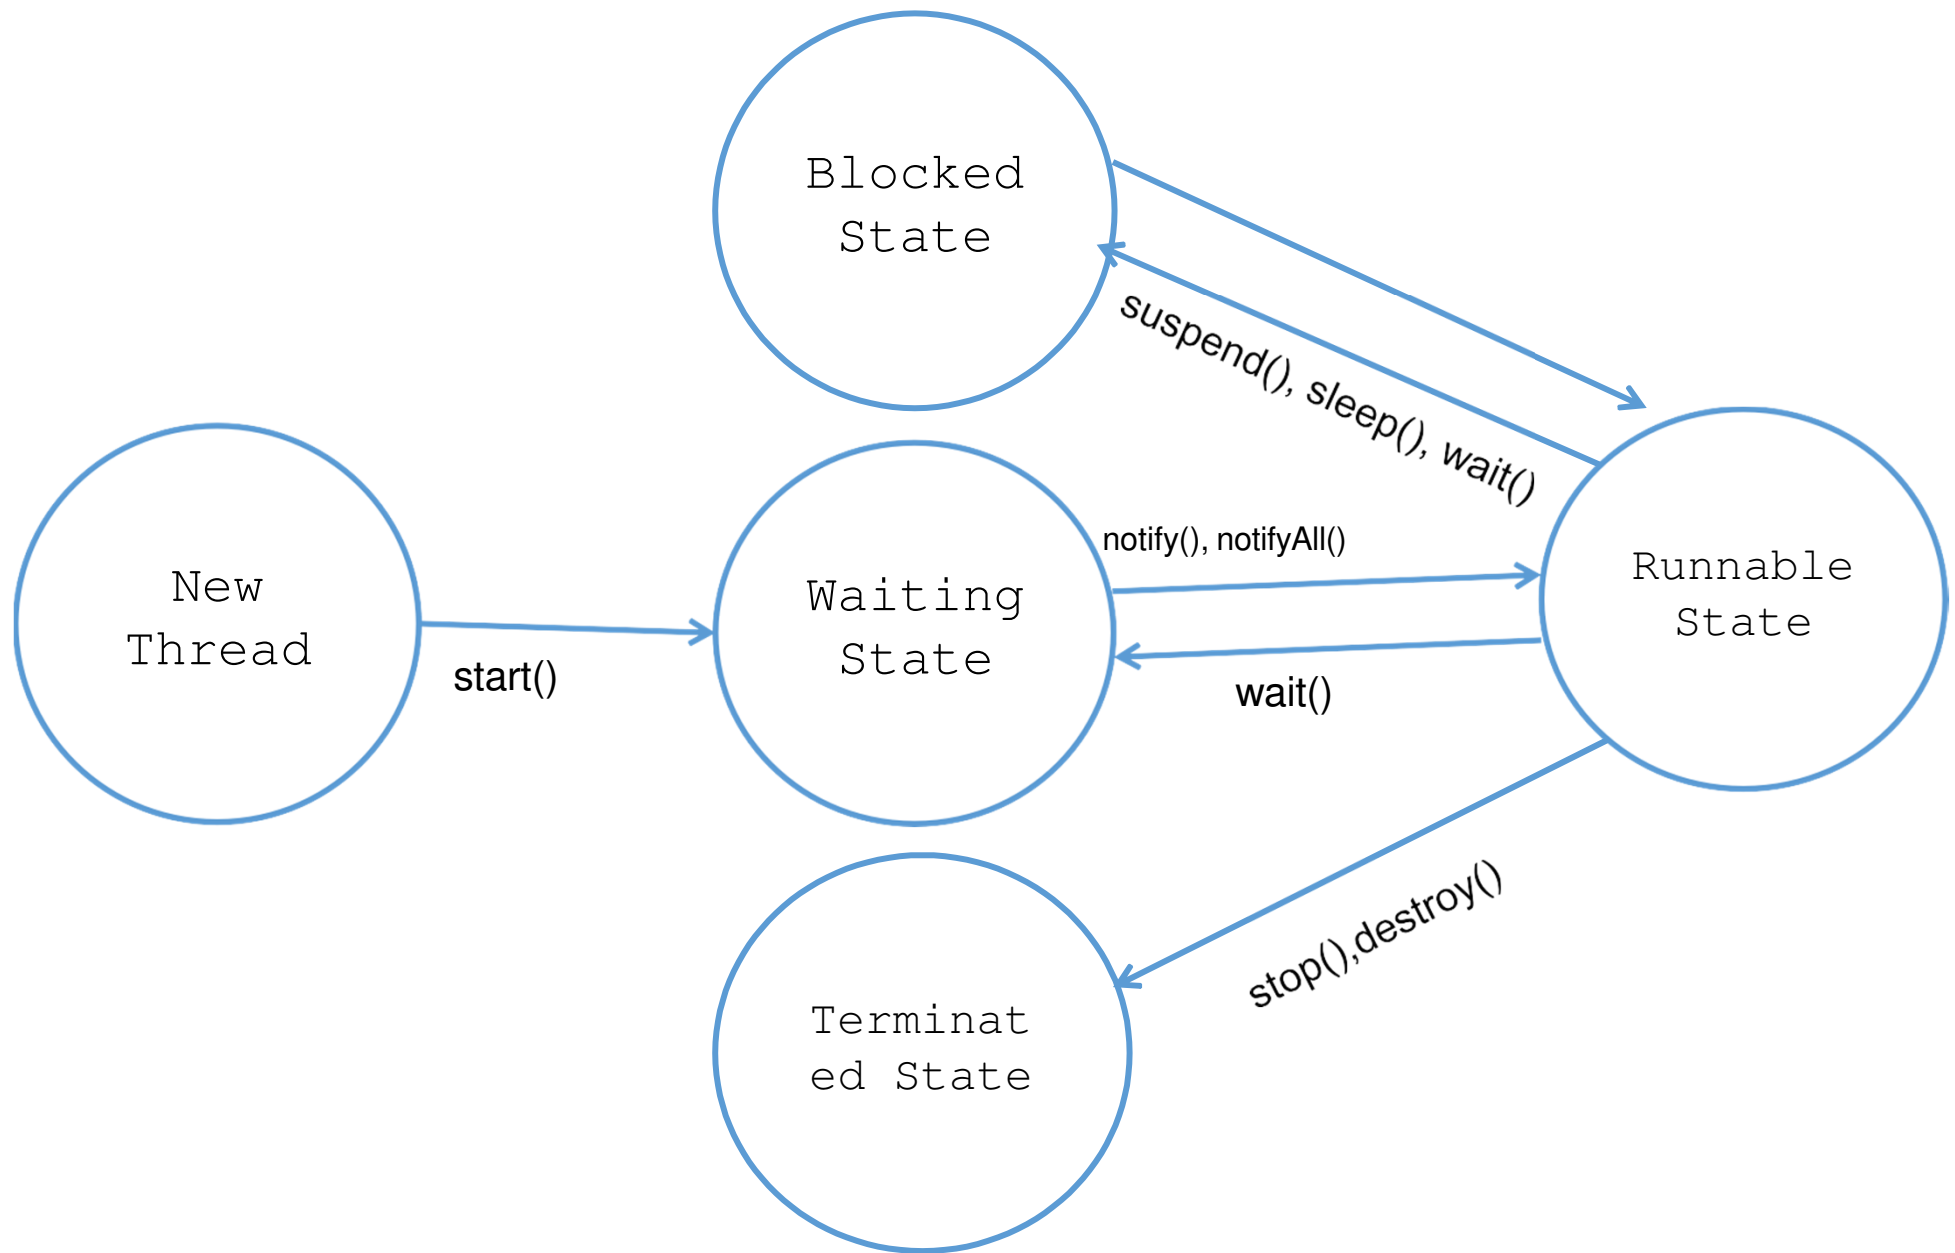 Blocked
State
suspend(), sleep(), wait()
New
Thread
start()
Waiting
State
notify(), notifyAll()
wait()
Runnable
State
stop(),destroy()
Terminat
ed State